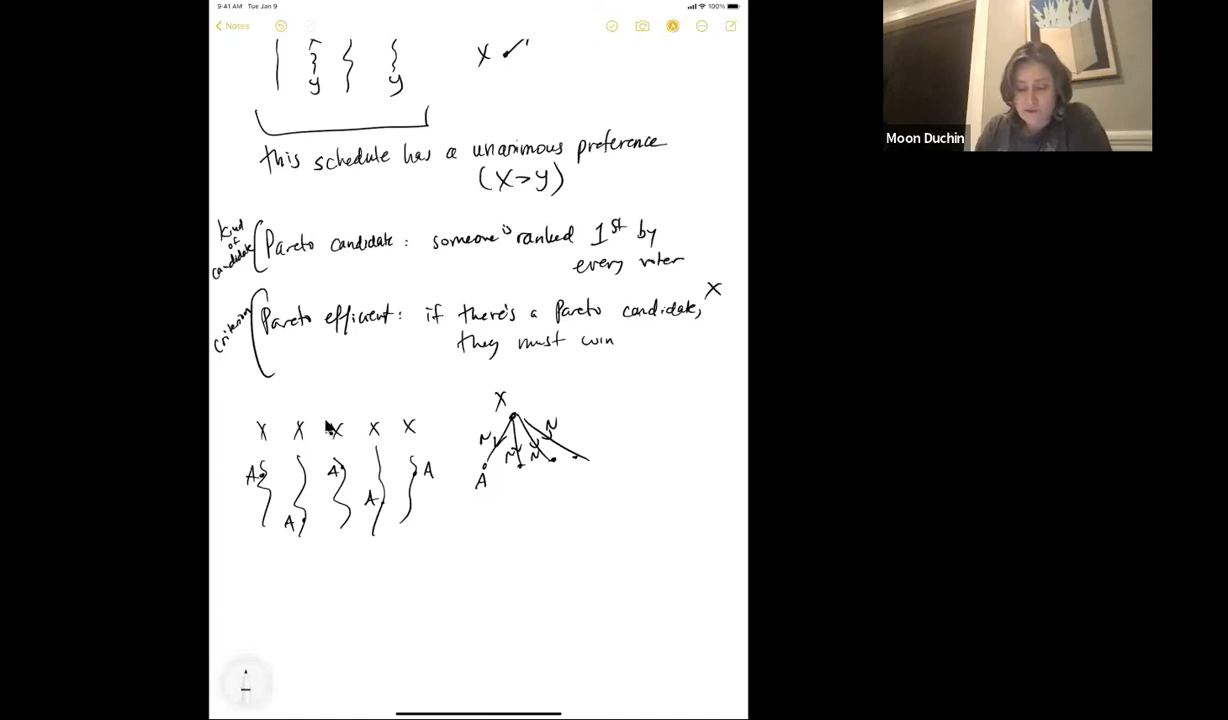 9:41 AM Tue Jan 9
100%
Notes
y y X
this schedule has a unanimous preference
(X>y)
kind of candidate
Pareto candidate: someone is ranked 1st by
every voter
criterion
Pareto efficient: if there's a Pareto candidate, X
they must win
X X X X X
A A A A A
X
N N N N
A
Moon Duchin